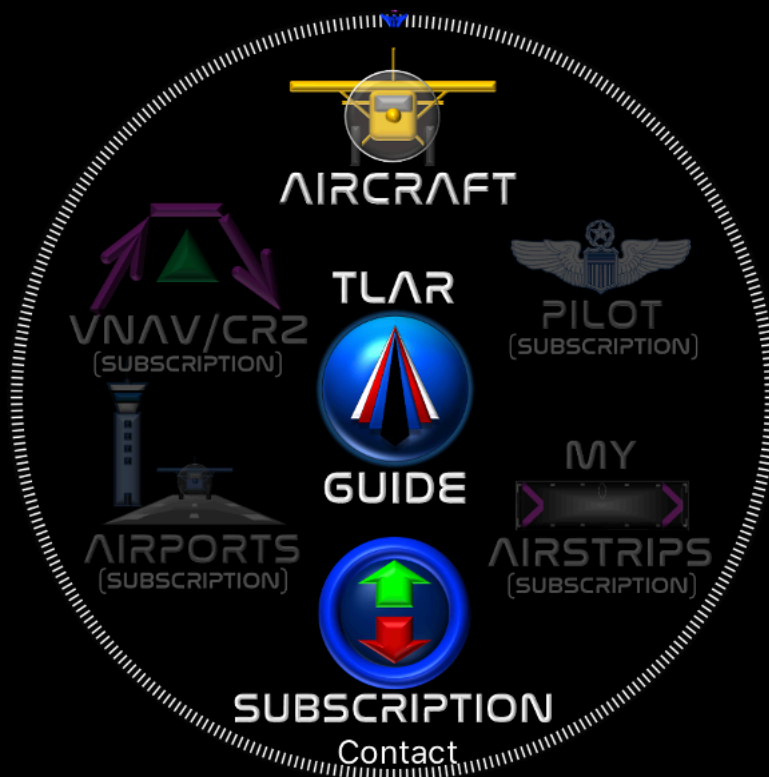 AIRCRAFT
VNAV/CRZ
(SUBSCRIPTION)
PILOT
(SUBSCRIPTION)
TLAR
GUIDE
AIRPORTS
(SUBSCRIPTION)
MY
AIRSTRIPS
(SUBSCRIPTION)
SUBSCRIPTION
Contact